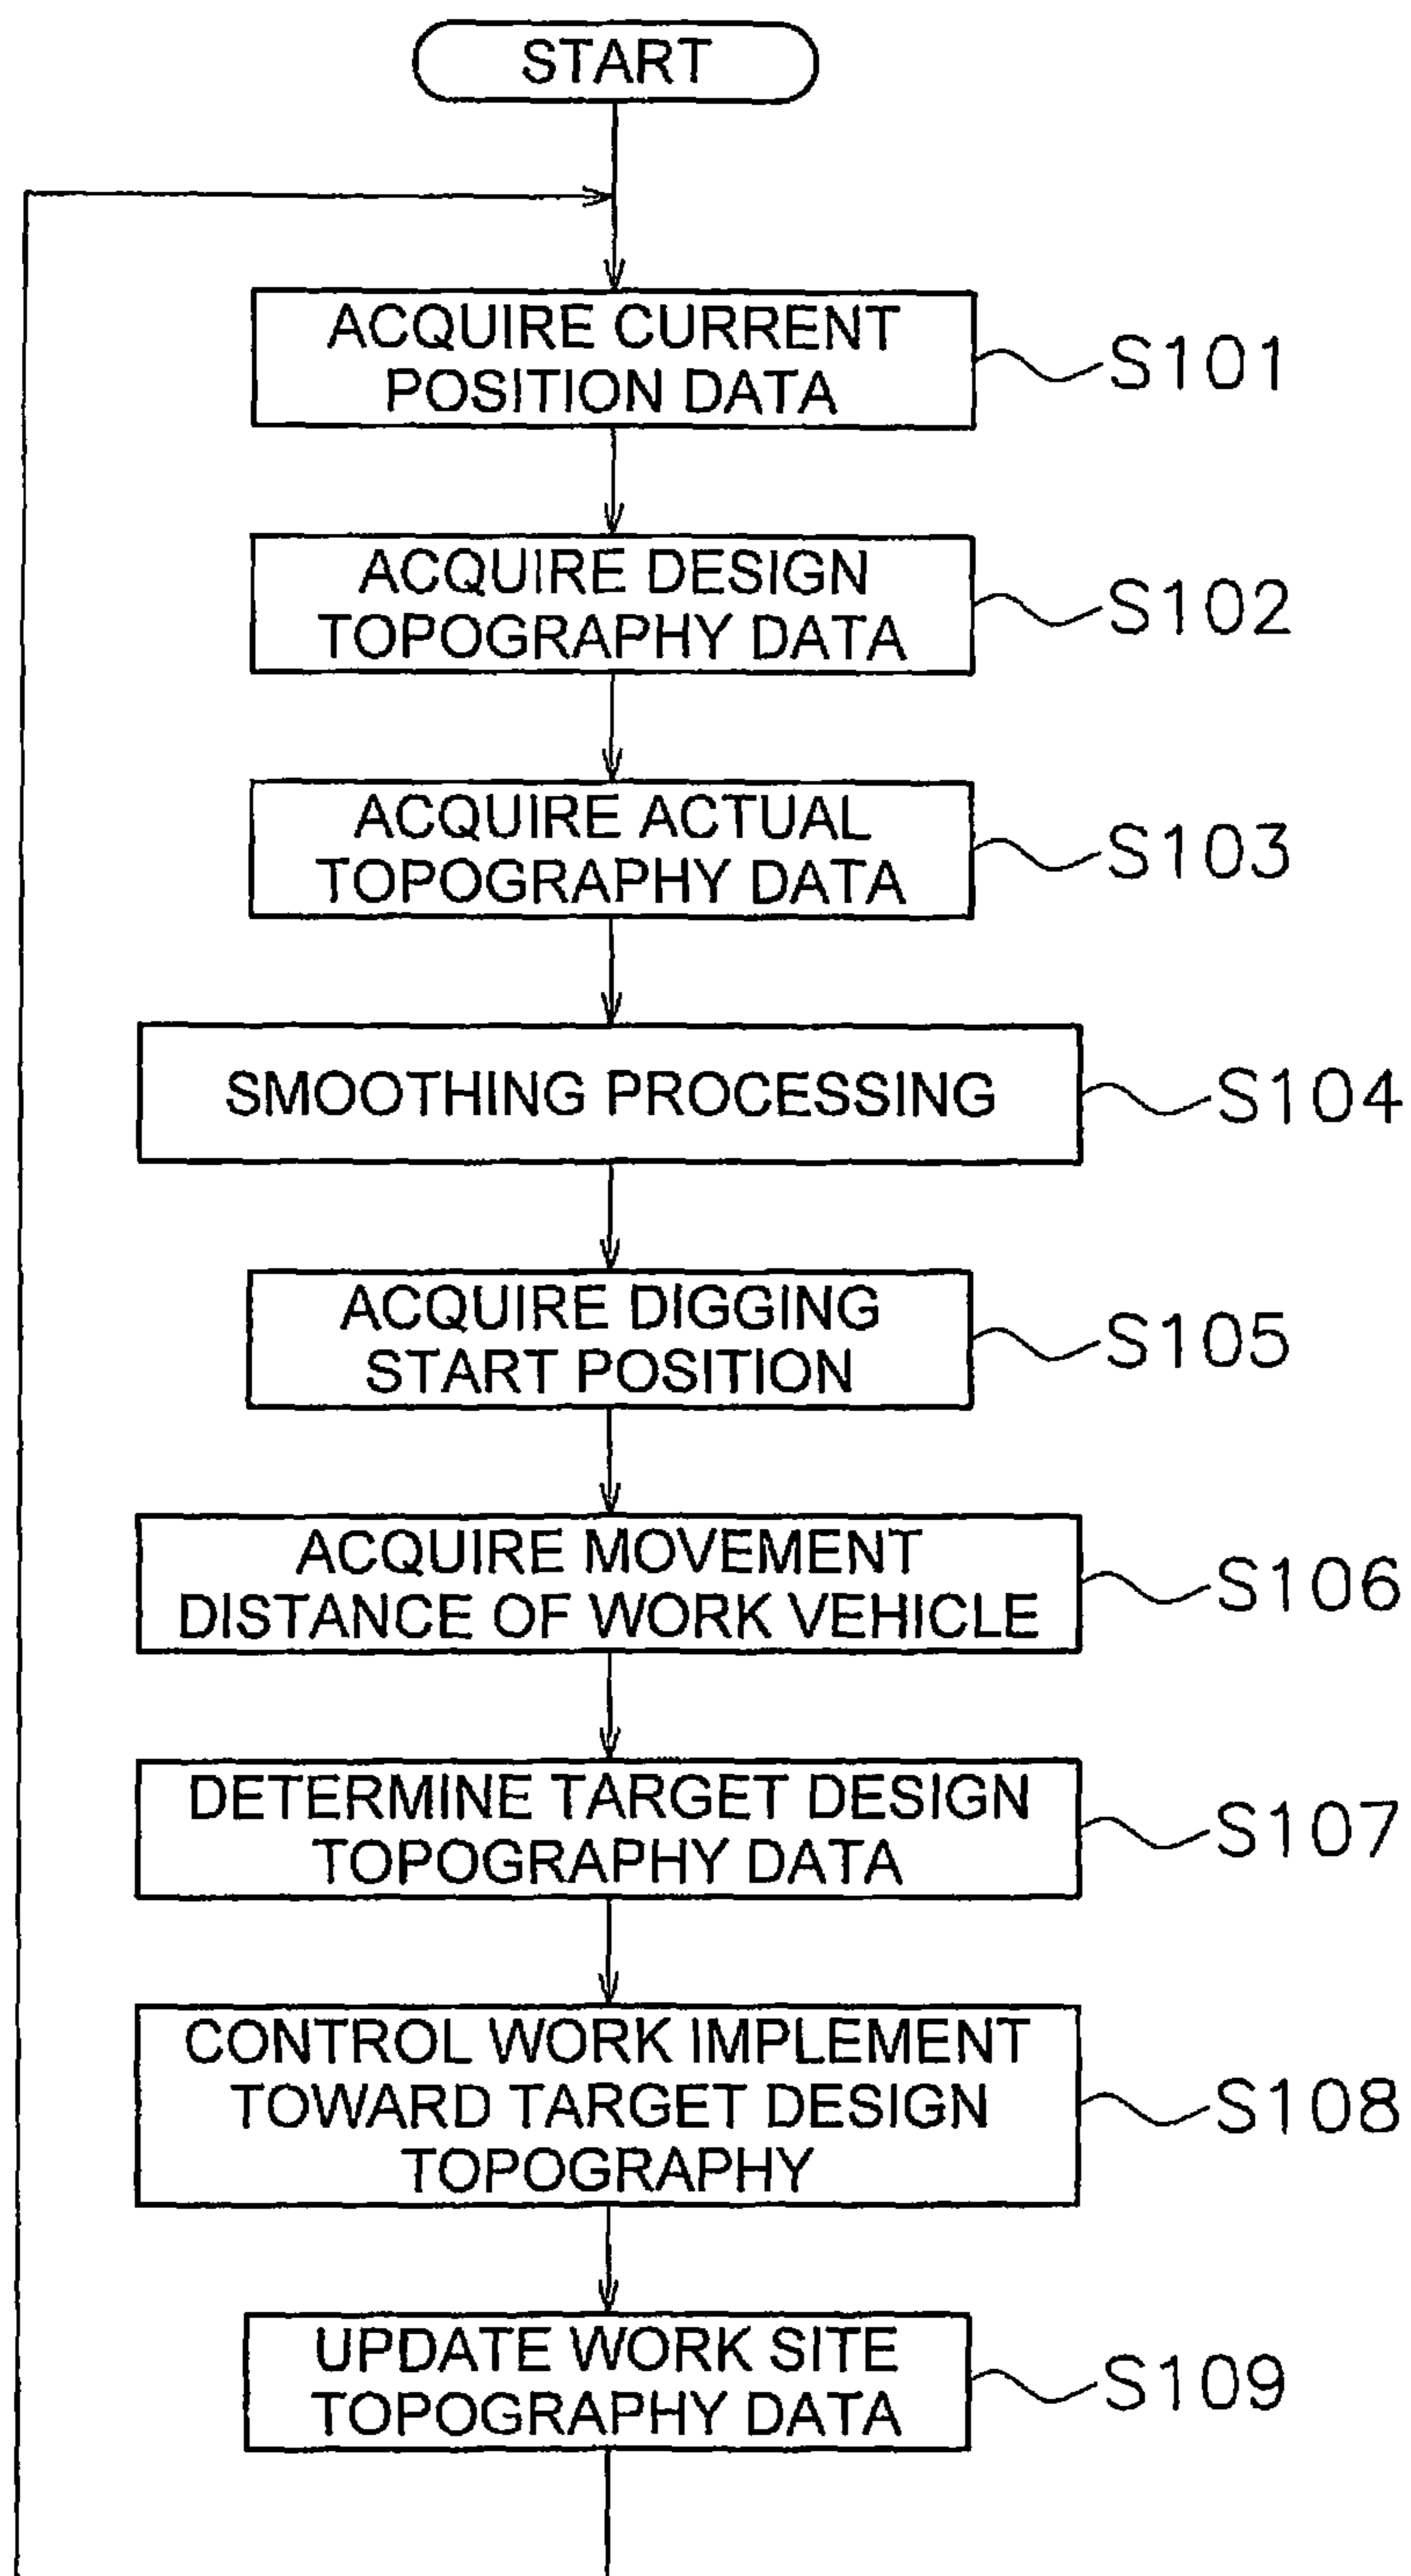 START
ACQUIRE CURRENT
POSITION DATA
S101
ACQUIRE DESIGN
TOPOGRAPHY DATA
S102
ACQUIRE ACTUAL
TOPOGRAPHY DATA
S103
SMOOTHING PROCESSING
S104
ACQUIRE DIGGING
START POSITION
S105
ACQUIRE MOVEMENT
DISTANCE OF WORK VEHICLE
S106
DETERMINE TARGET DESIGN
TOPOGRAPHY DATA
S107
CONTROL WORK IMPLEMENT
TOWARD TARGET DESIGN
TOPOGRAPHY
S108
UPDATE WORK SITE
TOPOGRAPHY DATA
S109